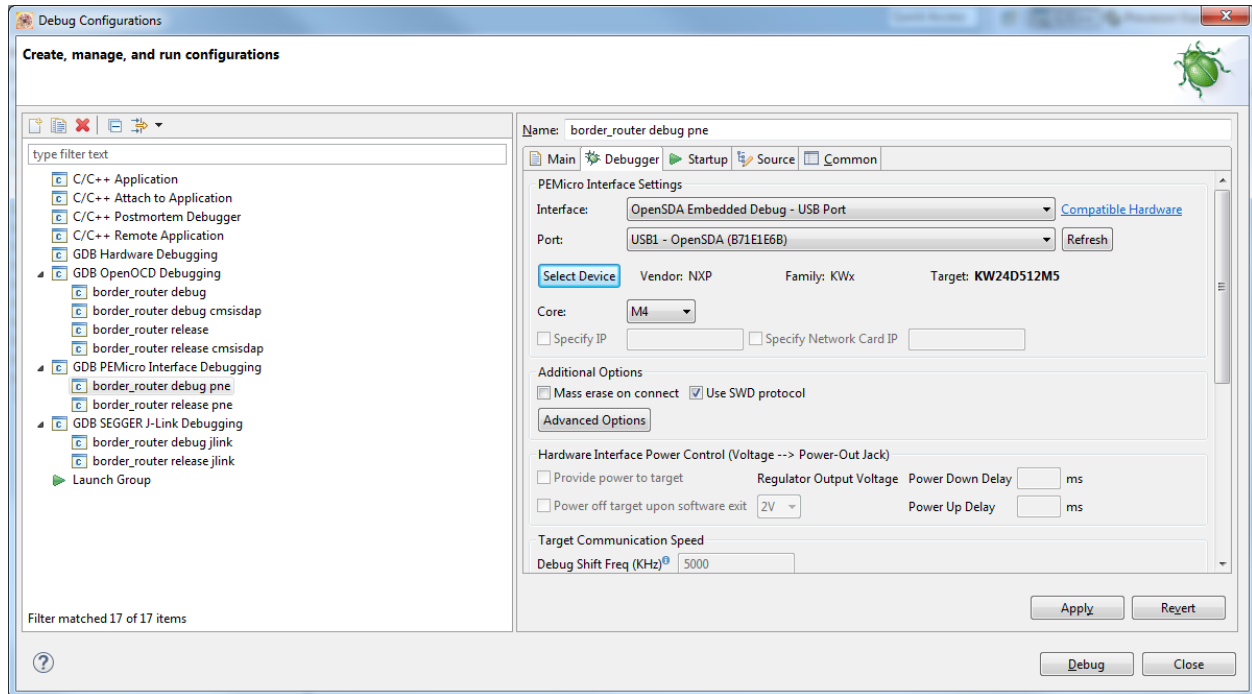 Debug Configurations
Create, manage, and run configurations
type filter text
C/C++ Application
C/C++ Attach to Application
C/C++ Postmortem Debugger
C/C++ Remote Application
GDB Hardware Debugging
GDB OpenOCD Debugging
border_router debug
border_router debug cmsisdap
border_router release
border_router release cmsisdap
GDB PEMicro Interface Debugging
border_router debug pne
border_router release pne
GDB SEGGER J-Link Debugging
border_router debug jlink
border_router release jlink
Launch Group
Filter matched 17 of 17 items
Name: border_router debug pne
Main Debugger Startup Source Common
PEMicro Interface Settings
Interface: OpenSDA Embedded Debug - USB Port Compatible Hardware
Port: USB1 - OpenSDA (B71E1E6B) Refresh
Select Device Vendor: NXP Family: KWx Target: KW24D512M5
Core: M4
Specify IP Specify Network Card IP
Additional Options
Mass erase on connect Use SWD protocol
Advanced Options
Hardware Interface Power Control (Voltage --> Power-Out Jack)
Provide power to target Regulator Output Voltage Power Down Delay ms
Power off target upon software exit 2V Power Up Delay ms
Target Communication Speed
Debug Shift Freq (KHz) 5000
Apply Revert
Debug Close